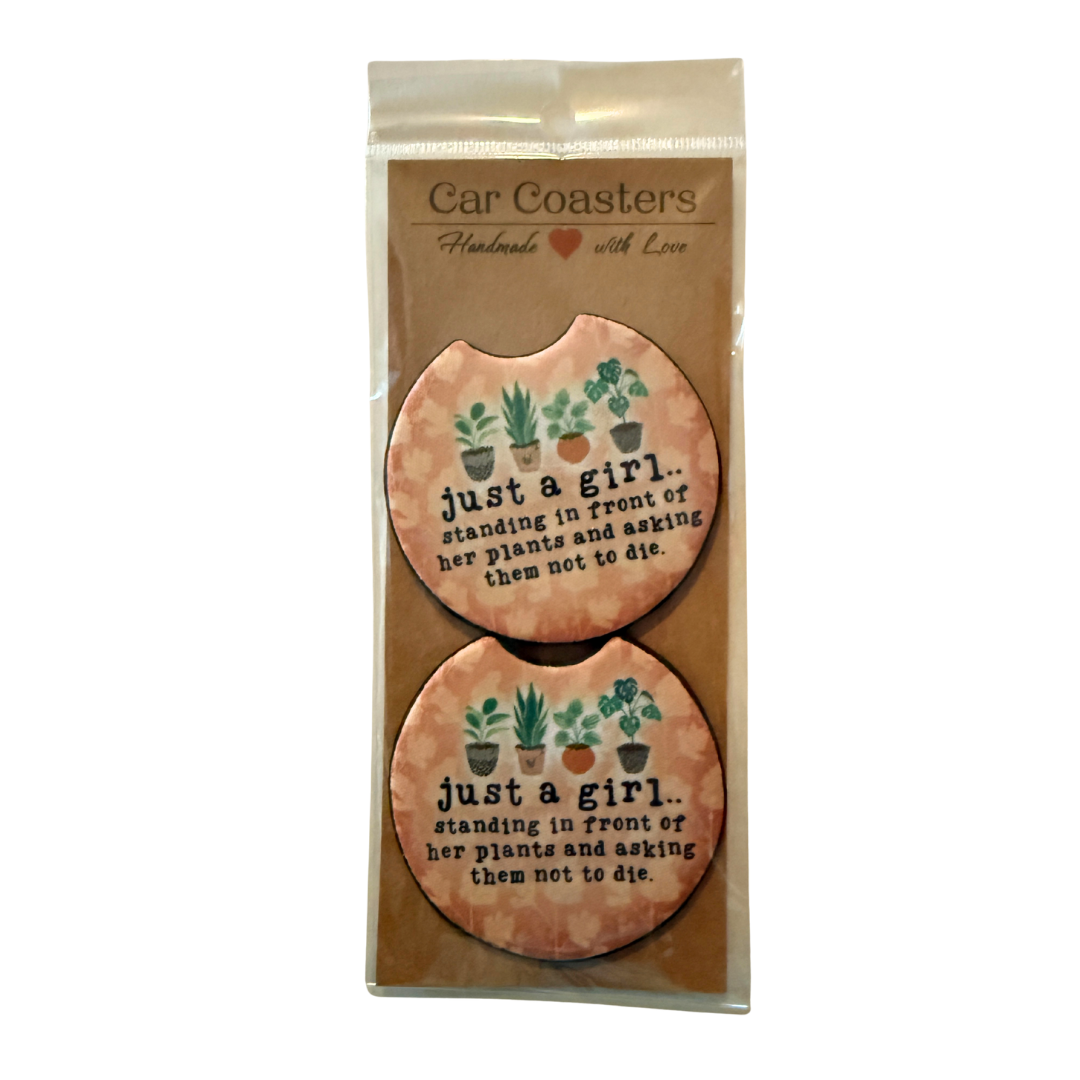 Car Coasters
Handmade with Love
just a girl..
standing in front of
her plants and asking
them not to die.
just a girl..
standing in front of
her plants and asking
them not to die.